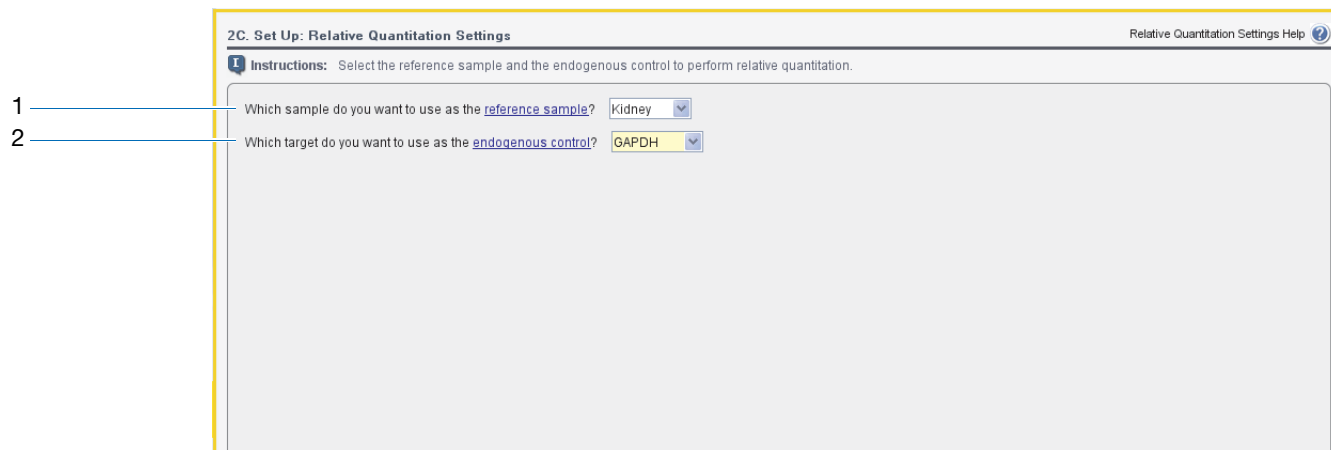 2C. Set Up: Relative Quantitation Settings Relative Quantitation Settings Help ?
I Instructions: Select the reference sample and the endogenous control to perform relative quantitation.
1 Which sample do you want to use as the reference sample? Kidney
2 Which target do you want to use as the endogenous control? GAPDH